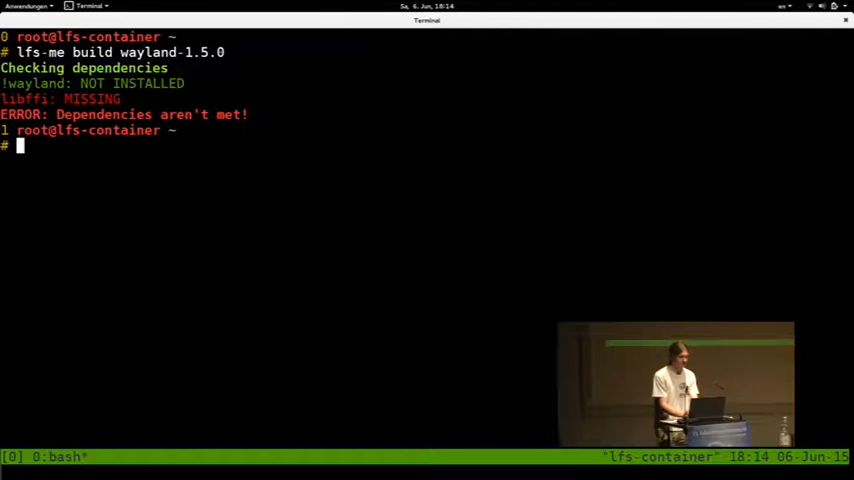 Anwendungen Terminal Sa, 6. Jun, 18:14 en
Terminal
0 root@lfs-container ~
# lfs-me build wayland-1.5.0
Checking dependencies
!wayland: NOT INSTALLED
libffi: MISSING
ERROR: Dependencies aren't met!
1 root@lfs-container ~
#
[0] 0:bash* "lfs-container" 18:14 06-Jun-15